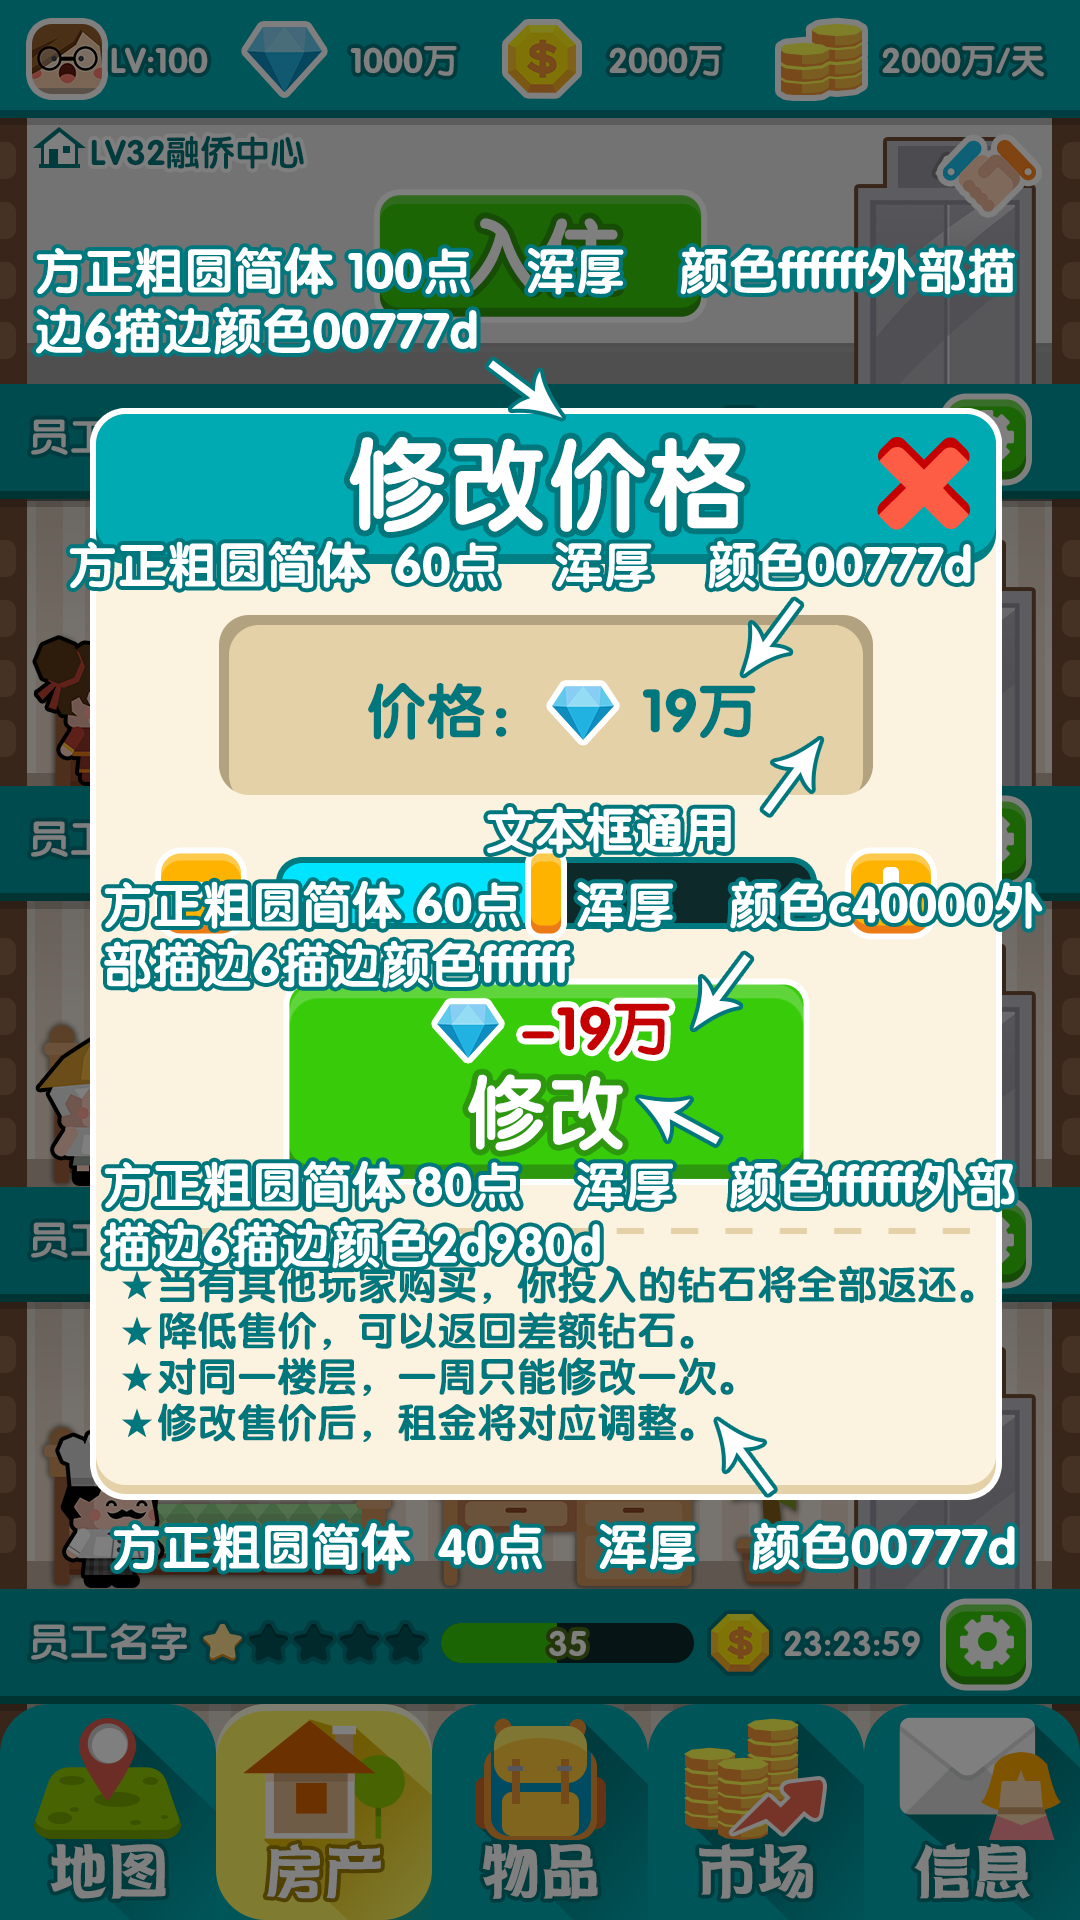 LV:100 1000万 2000万 2000万/天
LV32融侨中心
入住
方正粗圆简体 100点 浑厚 颜色ffffff外部描
边6描边颜色00777d
员工
修改价格
方正粗圆简体 60点 浑厚 颜色00777d
价格： 19万
员工
文本框通用
方正粗圆简体 60点 浑厚 颜色c40000外
部描边6描边颜色ffffff
-19万
修改
方正粗圆简体 80点 浑厚 颜色ffffff外部
描边6描边颜色2d980d
员工
★当有其他玩家购买，你投入的钻石将全部返还。
★降低售价，可以返回差额钻石。
★对同一楼层，一周只能修改一次。
★修改售价后，租金将对应调整。
方正粗圆简体 40点 浑厚 颜色00777d
员工名字 35 23:23:59
地图 房产 物品 市场 信息